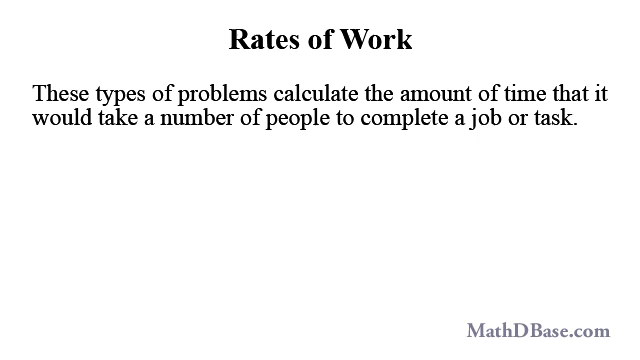 Rates of Work
These types of problems calculate the amount of time that it
would take a number of people to complete a job or task.
MathDBase.com